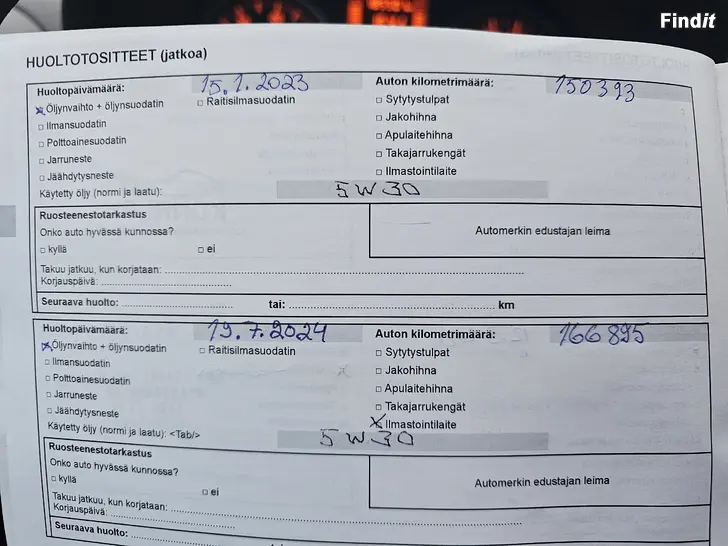 Findit
HUOLTOTOSITTEET (jatkoa)
Huoltopäivämäärä: 15.1.2023 Auton kilometrimäärä: 150393
Öljynvaihto + öljynsuodatin Raitisilmasuodatin Sytytystulpat
Ilmansuodatin Jakohihna
Polttoainesuodatin Apulaitehihna
Jarruneste Takajarrukengät
Jäähdytysneste Ilmastointilaite
Käytetty öljy (normi ja laatu): 5W30
Ruosteenestotarkastus
Onko auto hyvässä kunnossa? Automerkin edustajan leima
kyllä ei
Takuu jatkuu, kun korjataan:
Korjauspäivä:
Seuraava huolto: tai: km
Huoltopäivämäärä: 19.7.2024 Auton kilometrimäärä: 166895
Öljynvaihto + öljynsuodatin Raitisilmasuodatin Sytytystulpat
Ilmansuodatin Jakohihna
Polttoainesuodatin Apulaitehihna
Jarruneste Takajarrukengät
Jäähdytysneste Ilmastointilaite
Käytetty öljy (normi ja laatu): <Tab/> 5W30
Ruosteenestotarkastus
Onko auto hyvässä kunnossa? Automerkin edustajan leima
kyllä ei
Takuu jatkuu, kun korjataan:
Korjauspäivä:
Seuraava huolto: